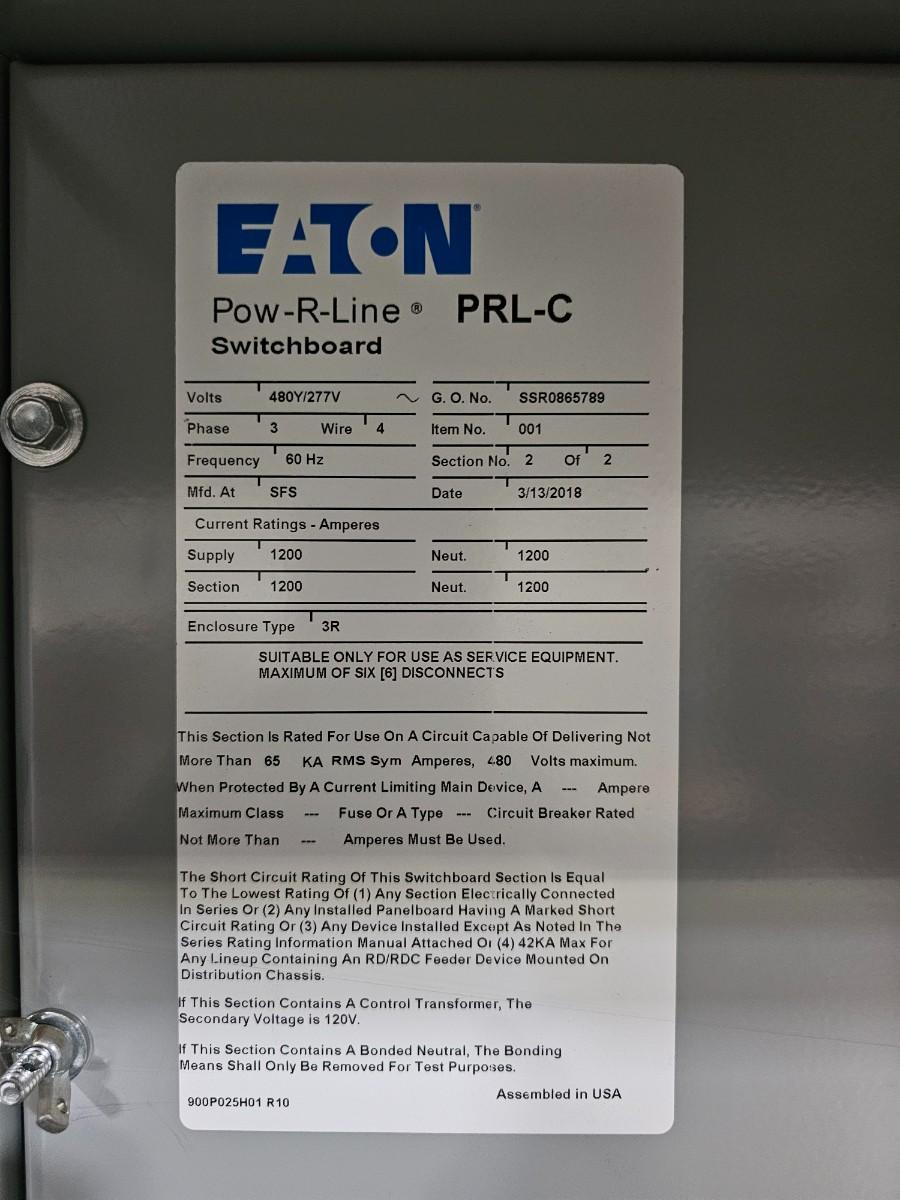 EATON®
Pow-R-Line® PRL-C
Switchboard
Volts 480Y/277V ~ G. O. No. SSR0865789
Phase 3 Wire 4 Item No. 001
Frequency 60 Hz Section No. 2 Of 2
Mfd. At SFS Date 3/13/2018
Current Ratings - Amperes
Supply 1200 Neut. 1200
Section 1200 Neut. 1200
Enclosure Type 3R
SUITABLE ONLY FOR USE AS SERVICE EQUIPMENT.
MAXIMUM OF SIX [6] DISCONNECTS
This Section Is Rated For Use On A Circuit Capable Of Delivering Not
More Than 65 KA RMS Sym Amperes, 480 Volts maximum.
When Protected By A Current Limiting Main Device, A --- Ampere
Maximum Class --- Fuse Or A Type --- Circuit Breaker Rated
Not More Than --- Amperes Must Be Used.
The Short Circuit Rating Of This Switchboard Section Is Equal
To The Lowest Rating Of (1) Any Section Electrically Connected
In Series Or (2) Any Installed Panelboard Having A Marked Short
Circuit Rating Or (3) Any Device Installed Except As Noted In The
Series Rating Information Manual Attached Or (4) 42KA Max For
Any Lineup Containing An RD/RDC Feeder Device Mounted On
Distribution Chassis.
If This Section Contains A Control Transformer, The
Secondary Voltage is 120V.
If This Section Contains A Bonded Neutral, The Bonding
Means Shall Only Be Removed For Test Purposes.
Assembled in USA
900P025H01 R10